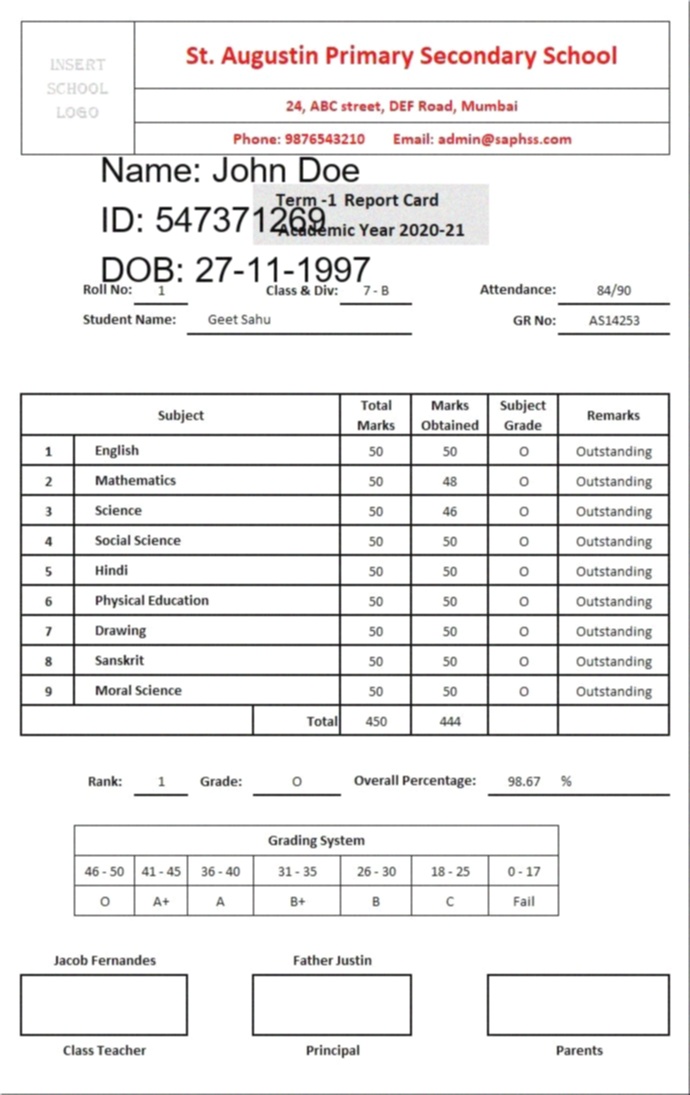 INSERT
SCHOOL
LOGO
St. Augustin Primary Secondary School
24, ABC street, DEF Road, Mumbai
Phone: 9876543210 Email: admin@saphss.com
Name: John Doe
Term -1 Report Card
ID: 547371269
Academic Year 2020-21
DOB: 27-11-1997
Roll No: 1 Class & Div: 7 - B Attendance: 84/90
Student Name: Geet Sahu GR No: AS14253
Subject Total Marks Marks Obtained Subject Grade Remarks
1 English 50 50 O Outstanding
2 Mathematics 50 48 O Outstanding
3 Science 50 46 O Outstanding
4 Social Science 50 50 O Outstanding
5 Hindi 50 50 O Outstanding
6 Physical Education 50 50 O Outstanding
7 Drawing 50 50 O Outstanding
8 Sanskrit 50 50 O Outstanding
9 Moral Science 50 50 O Outstanding
Total 450 444
Rank: 1 Grade: O Overall Percentage: 98.67 %
Grading System
46 - 50 41 - 45 36 - 40 31 - 35 26 - 30 18 - 25 0 - 17
O A+ A B+ B C Fail
Jacob Fernandes Father Justin
Class Teacher Principal Parents